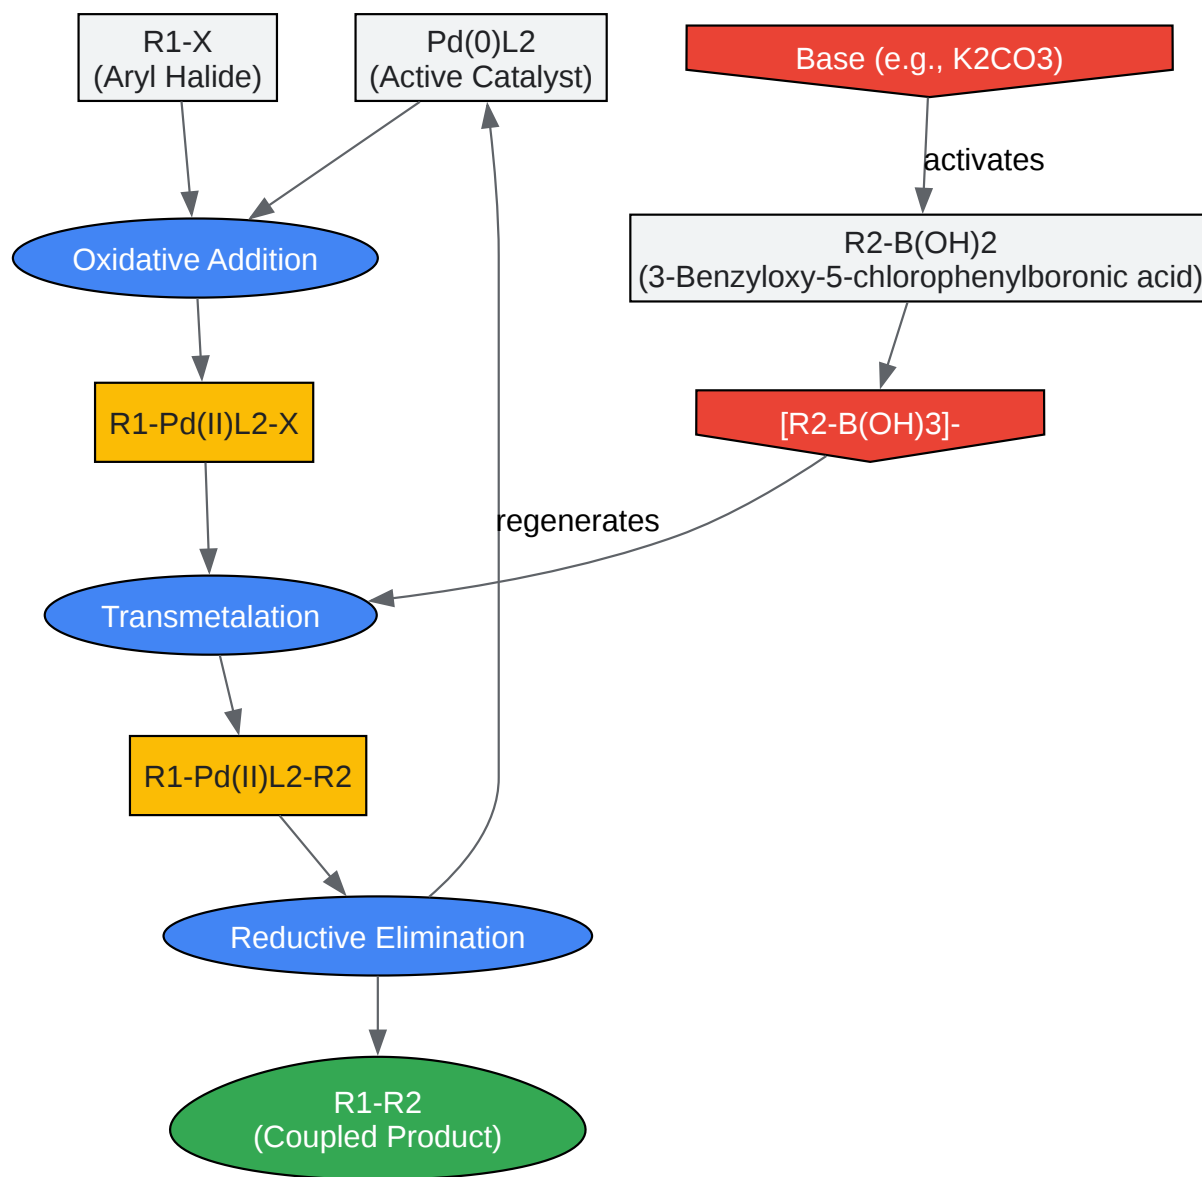 R1-X
(Aryl Halide)
Pd(0)L2
(Active Catalyst)
Base (e.g., K2CO3)
activates
R2-B(OH)2
(3-Benzyloxy-5-chlorophenylboronic acid)
Oxidative Addition
R1-Pd(II)L2-X
[R2-B(OH)3]-
regenerates
Transmetalation
R1-Pd(II)L2-R2
Reductive Elimination
R1-R2
(Coupled Product)